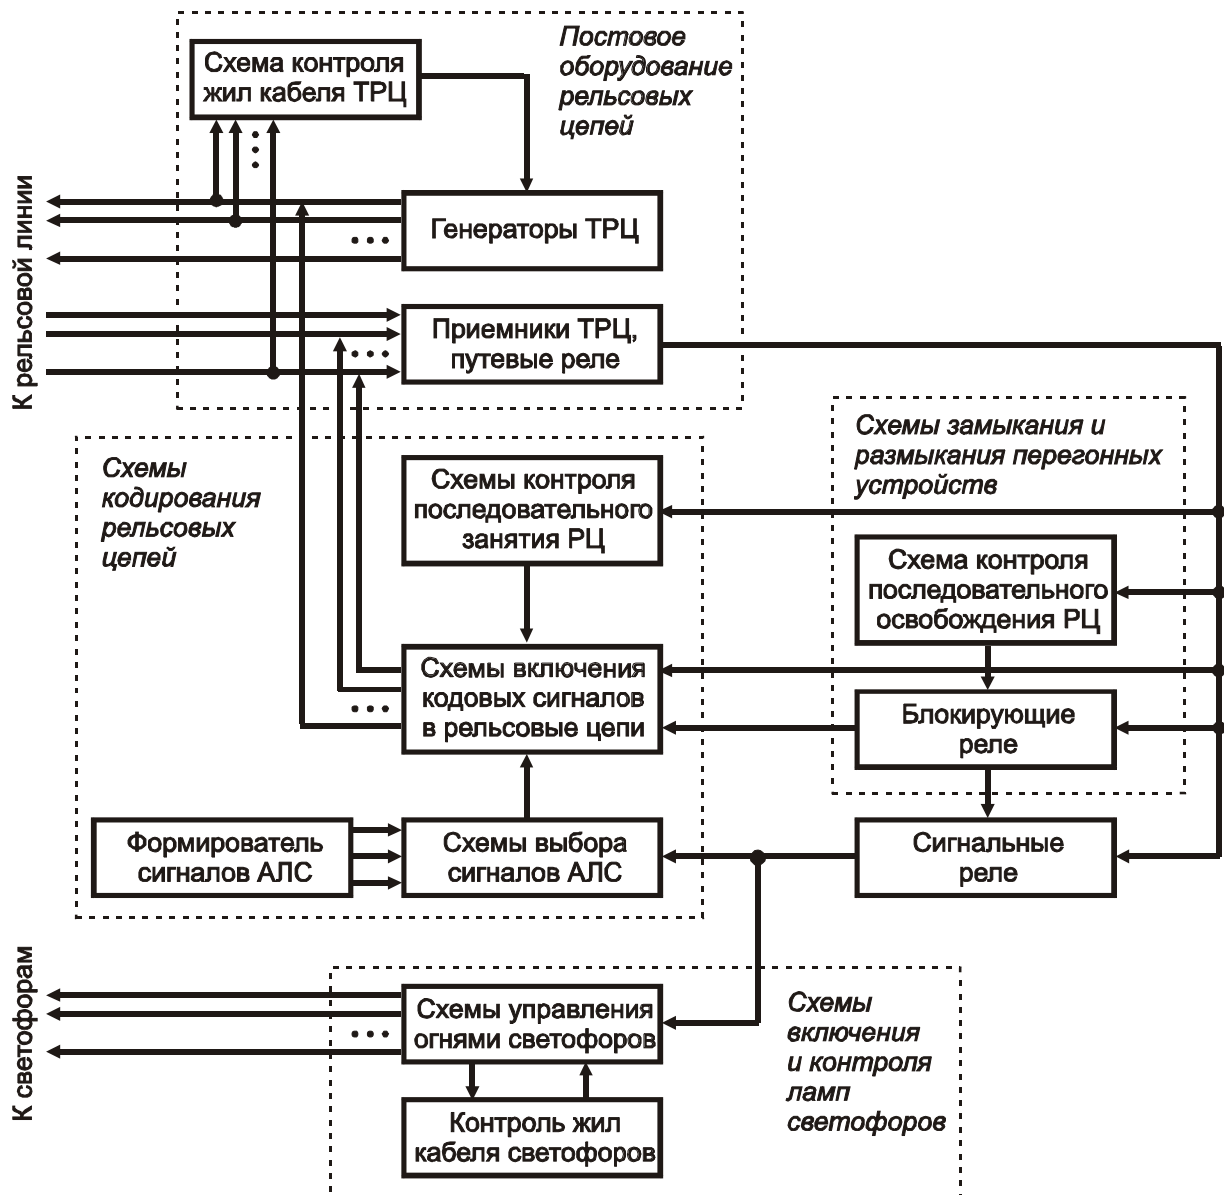 Схема контроля
жил кабеля ТРЦ
Постовое
оборудование
рельсовых
цепей
К рельсовой линии
Генераторы ТРЦ
Приемники ТРЦ,
путевые реле
Схемы
кодирования
рельсовых
цепей
Схемы контроля
последовательного
занятия РЦ
Схемы замыкания и
размыкания перегонных
устройств
Схема контроля
последовательного
освобождения РЦ
Схемы включения
кодовых сигналов
в рельсовые цепи
Блокирующие
реле
Формирователь
сигналов АЛС
Схемы выбора
сигналов АЛС
Сигнальные
реле
К светофорам
Схемы управления
огнями светофоров
Схемы
включения
и контроля
ламп
светофоров
Контроль жил
кабеля светофоров